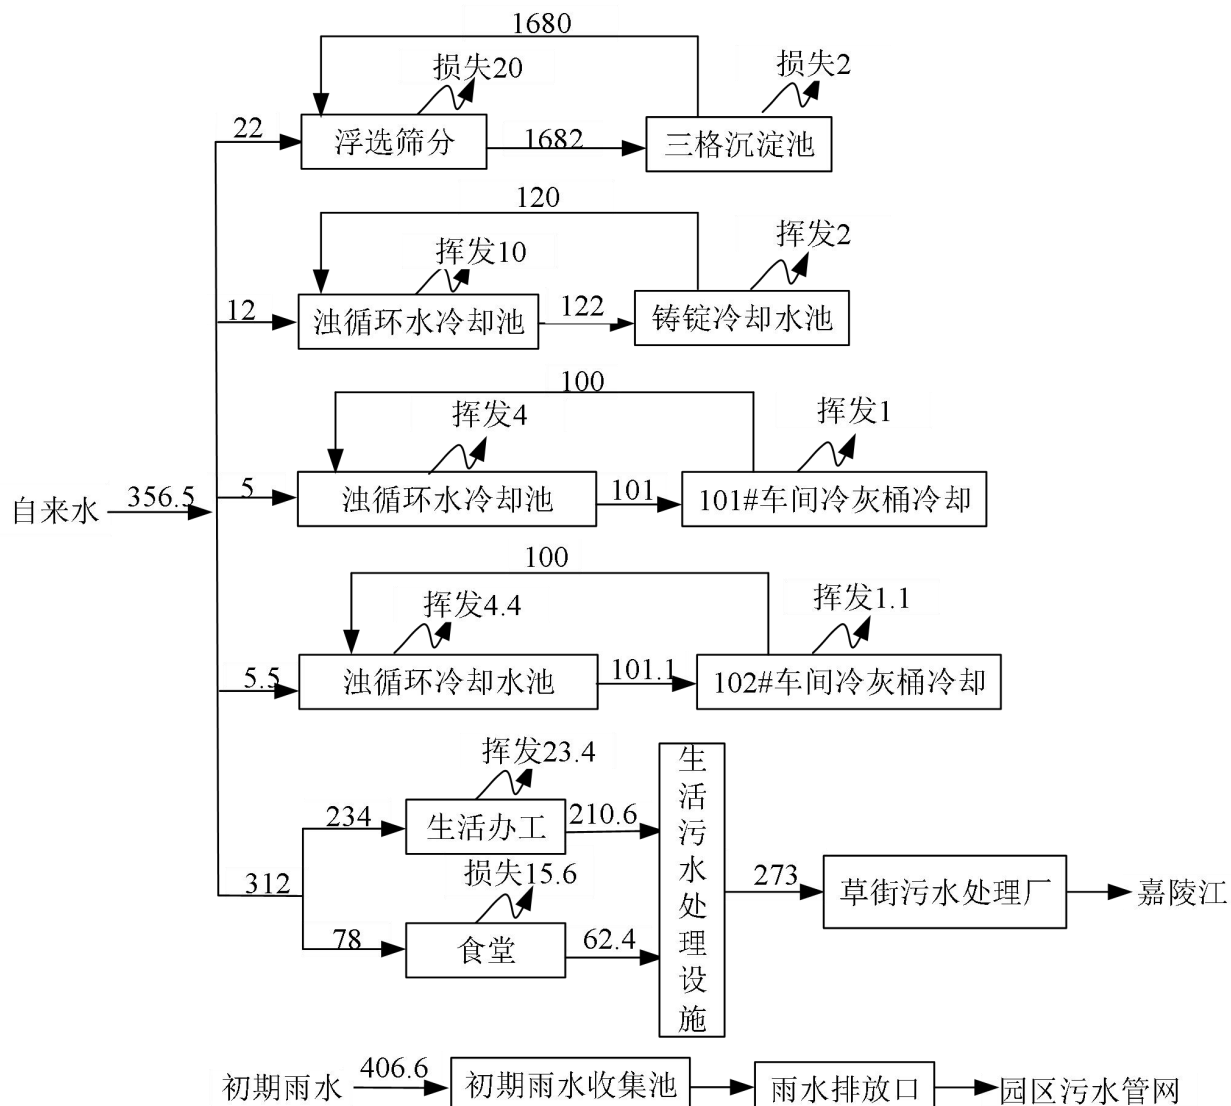 1680
损失20
损失2
22
浮选筛分
1682
三格沉淀池
120
挥发10
挥发2
12
浊循环水冷却池
122
铸锭冷却水池
100
挥发4
挥发1
自来水
356.5
5
浊循环水冷却池
101
101#车间冷灰桶冷却
100
挥发4.4
挥发1.1
5.5
浊循环冷却水池
101.1
102#车间冷灰桶冷却
挥发23.4
234
生活办工
210.6
生活污水处理设施
312
损失15.6
78
食堂
62.4
273
草街污水处理厂
嘉陵江
初期雨水
406.6
初期雨水收集池
雨水排放口
园区污水管网